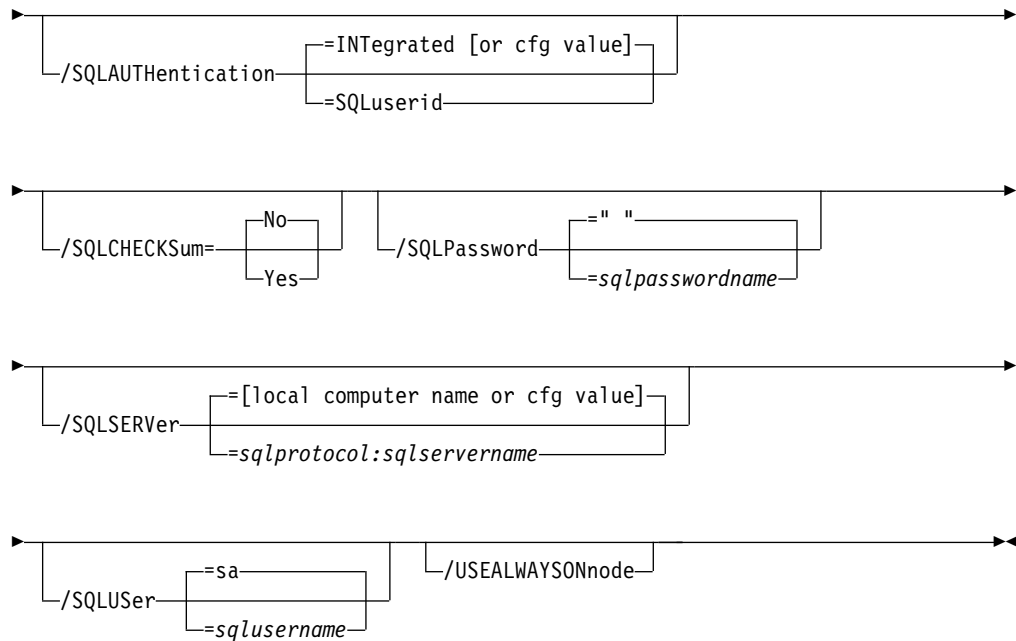 =INTegrated [or cfg value]
/SQLAUTHentication
=SQLuserid
No
=" "
/SQLCHECKSum=
/SQLPassword
Yes
=sqlpasswordname
=[local computer name or cfg value]
/SQLSERVer
=sqlprotocol:sqlservername
=sa
/USEALWAYSONnode
/SQLUSer
=sqlusername